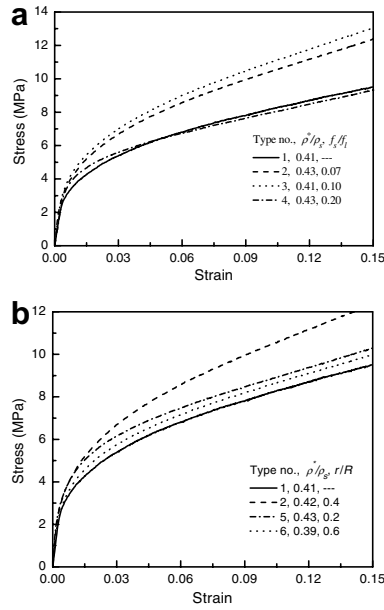 a
14
12
10
8
6
4
2
0
Stress (MPa)
Type no., ρ*/ρs, fs/fl
1, 0.41, ---
2, 0.43, 0.07
3, 0.41, 0.10
4, 0.43, 0.20
0.00 0.03 0.06 0.09 0.12 0.15
Strain
b
12
10
8
6
4
2
0
Stress (MPa)
Type no., ρ*/ρs, r/R
1, 0.41, ---
2, 0.42, 0.4
5, 0.43, 0.2
6, 0.39, 0.6
0.00 0.03 0.06 0.09 0.12 0.15
Strain